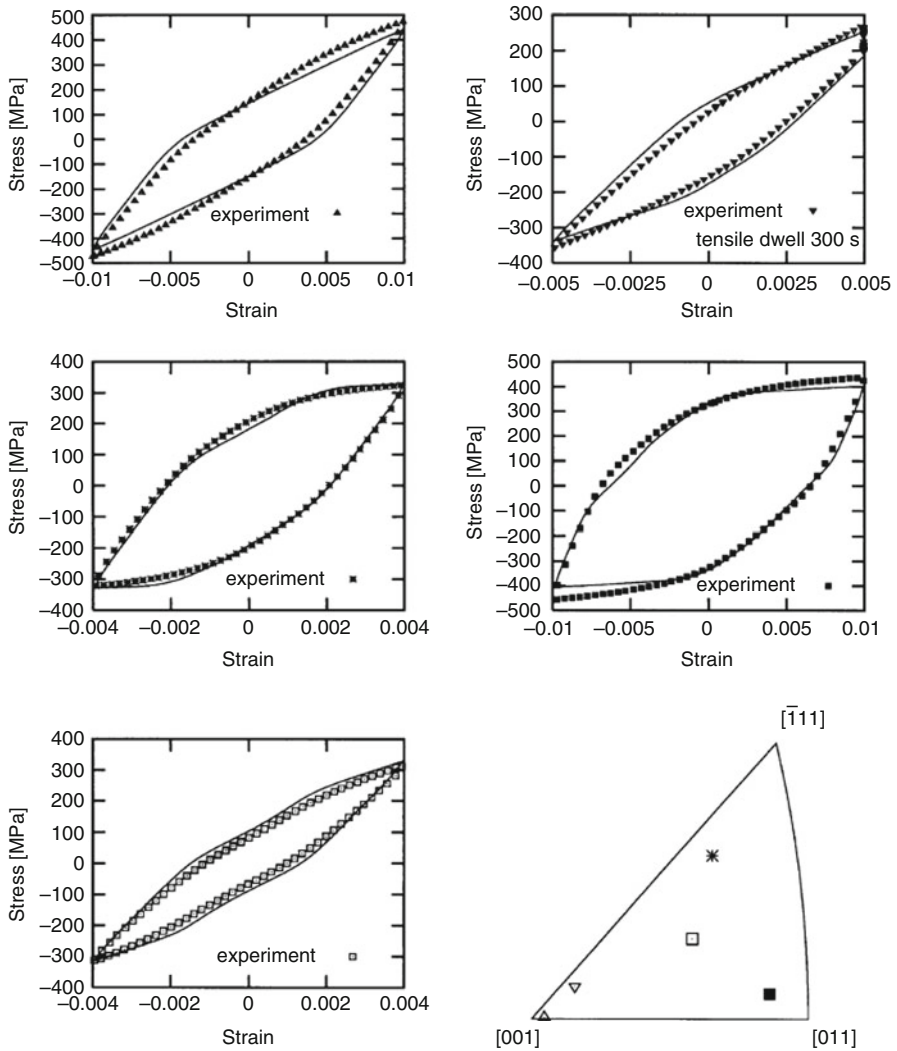 500
400
300
200
100
0
–100
–200
–300
–400
–500
Stress [MPa]
experiment
–0.01 –0.005 0 0.005 0.01
Strain
300
200
100
0
–100
–200
–300
–400
Stress [MPa]
experiment
tensile dwell 300 s
–0.005 –0.0025 0 0.0025 0.005
Strain
400
300
200
100
0
–100
–200
–300
–400
Stress [MPa]
experiment
–0.004 –0.002 0 0.002 0.004
Strain
500
400
300
200
100
0
–100
–200
–300
–400
–500
Stress [MPa]
experiment
–0.01 –0.005 0 0.005 0.01
Strain
400
300
200
100
0
–100
–200
–300
–400
Stress [MPa]
experiment
–0.004 –0.002 0 0.002 0.004
Strain
[1̅11]
[001] [011]